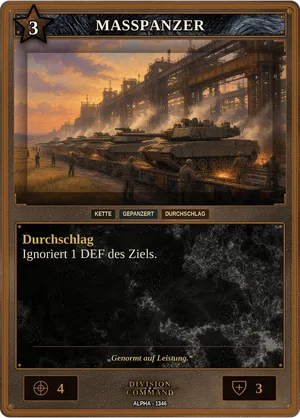 3
MASSPANZER
KETTE GEPANZERT DURCHSCHLAG
Durchschlag
Ignoriert 1 DEF des Ziels.
„Genormt auf Leistung.“
4
DIVISION
COMMAND
ALPHA - 1346
3